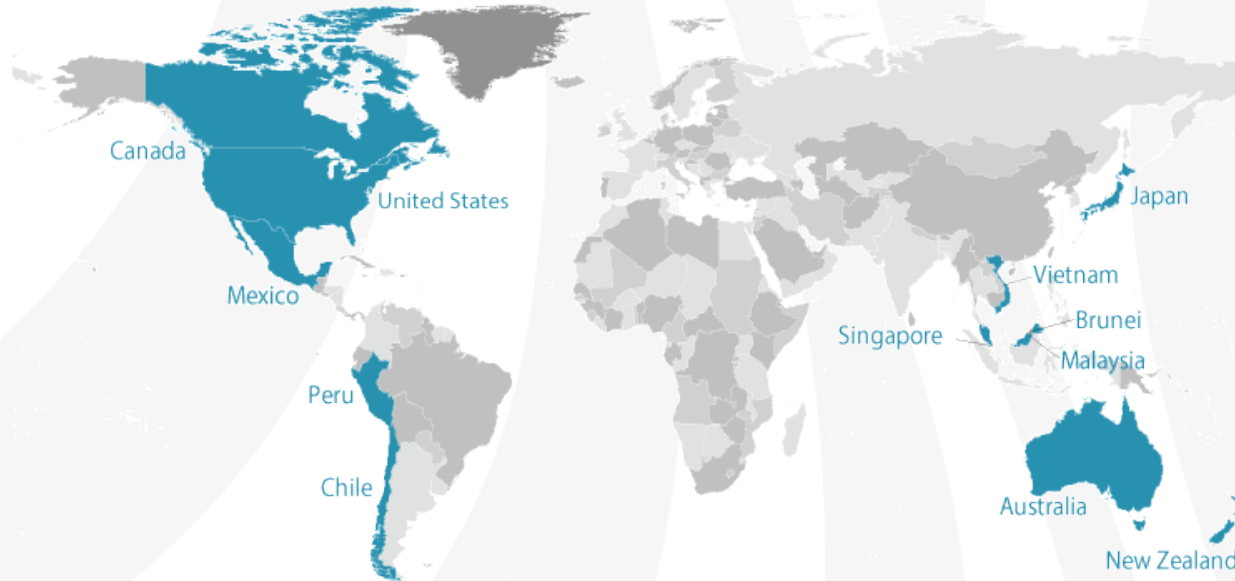 Canada
United States
Mexico
Peru
Chile
Japan
Vietnam
Brunei
Singapore
Malaysia
Australia
New Zealand